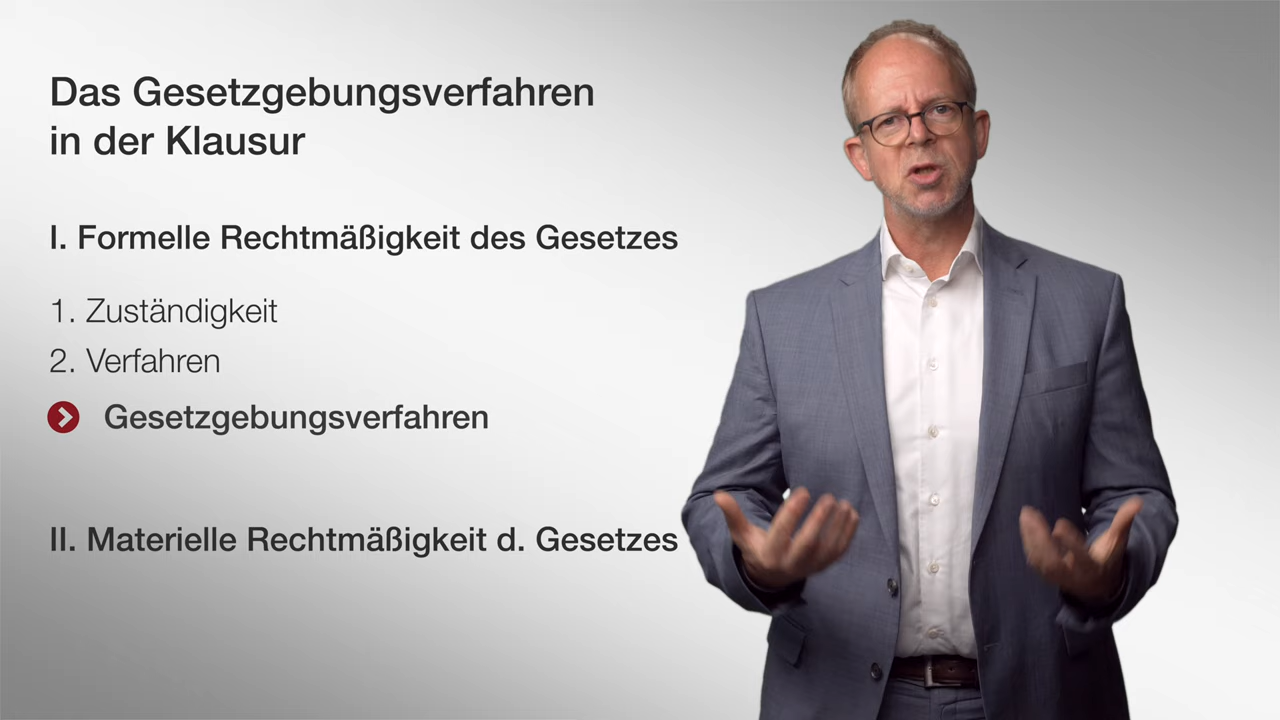 Das Gesetzgebungsverfahren
in der Klausur
I. Formelle Rechtmäßigkeit des Gesetzes
1. Zuständigkeit
2. Verfahren
Gesetzgebungsverfahren
II. Materielle Rechtmäßigkeit d. Gesetzes